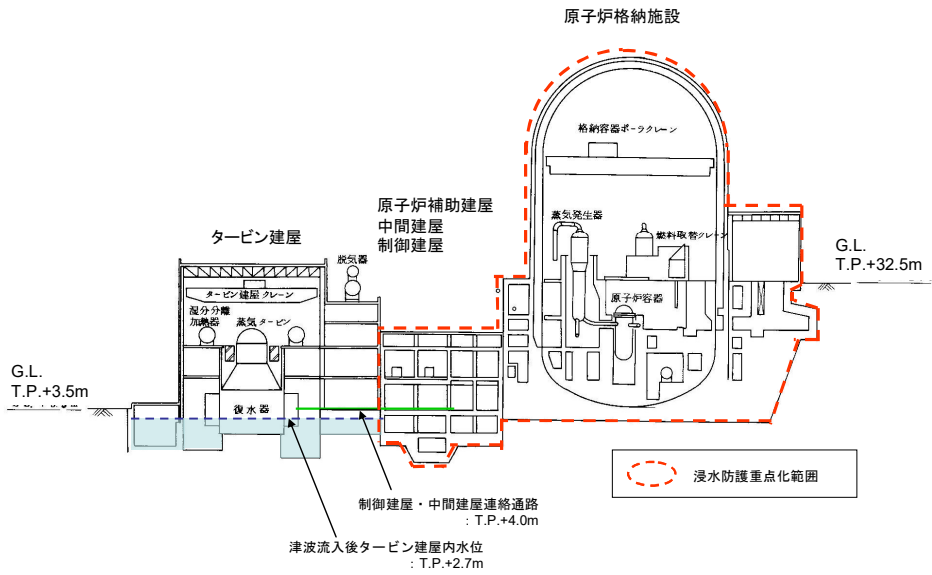 原子炉格納施設
格納容器ポーラクレーン
原子炉補助建屋
中間建屋
制御建屋
蒸気発生器
燃料取替クレーン
タービン建屋
脱気器
G.L.
T.P.+32.5m
タービン建屋クレーン
原子炉容器
湿分分離
加熱器
蒸気タービン
G.L.
T.P.+3.5m
復水器
浸水防護重点化範囲
制御建屋・中間建屋連絡通路
：T.P.+4.0m
津波流入後タービン建屋内水位
：T.P.+2.7m